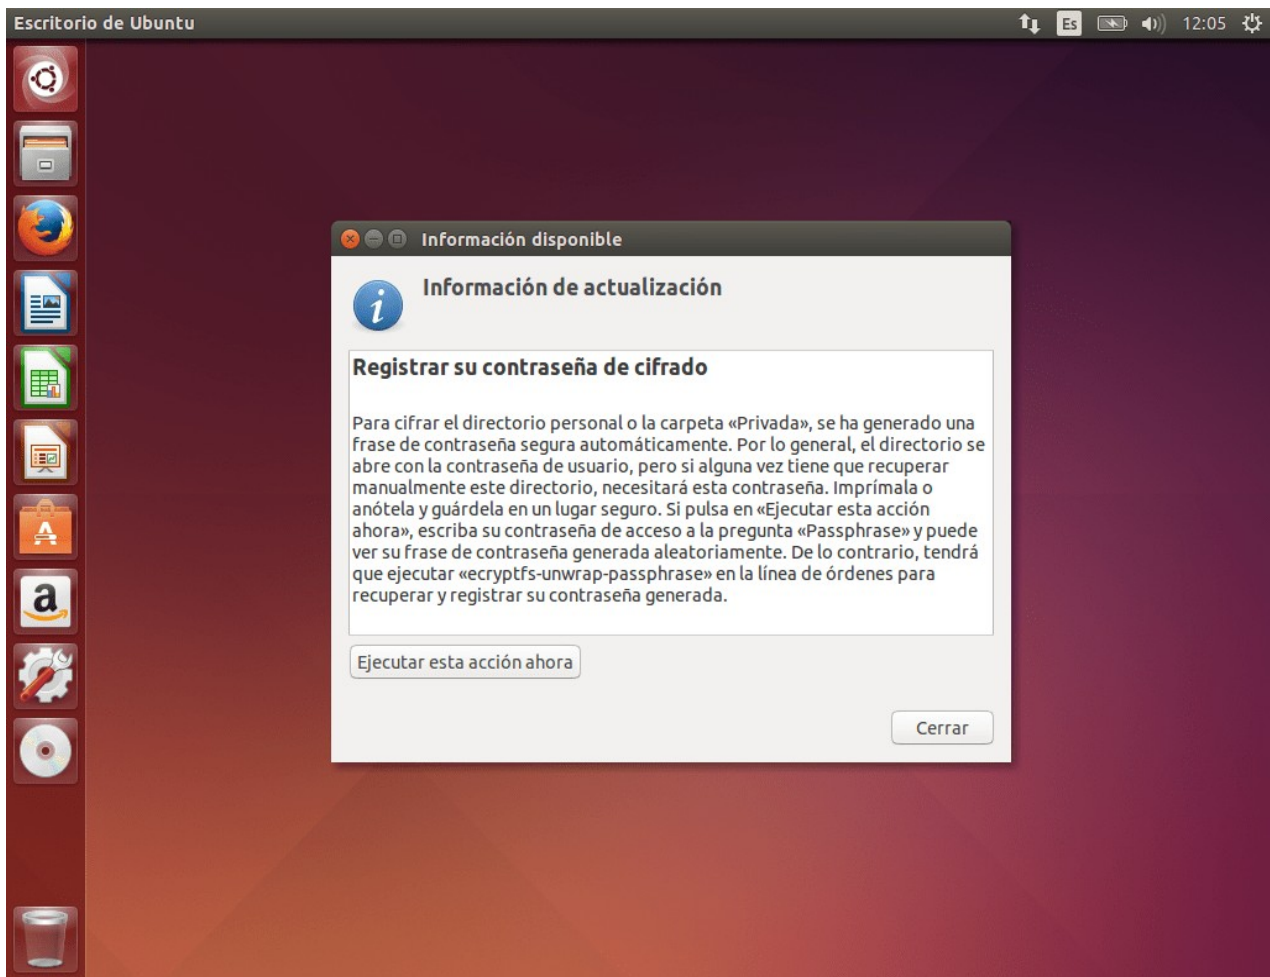 Escritorio de Ubuntu
Es
12:05
Información disponible
Información de actualización
Registrar su contraseña de cifrado
Para cifrar el directorio personal o la carpeta «Privada», se ha generado una
frase de contraseña segura automáticamente. Por lo general, el directorio se
abre con la contraseña de usuario, pero si alguna vez tiene que recuperar
manualmente este directorio, necesitará esta contraseña. Imprímala o
anótela y guárdela en un lugar seguro. Si pulsa en «Ejecutar esta acción
ahora», escriba su contraseña de acceso a la pregunta «Passphrase» y puede
ver su frase de contraseña generada aleatoriamente. De lo contrario, tendrá
que ejecutar «ecryptfs-unwrap-passphrase» en la línea de órdenes para
recuperar y registrar su contraseña generada.
Ejecutar esta acción ahora
Cerrar